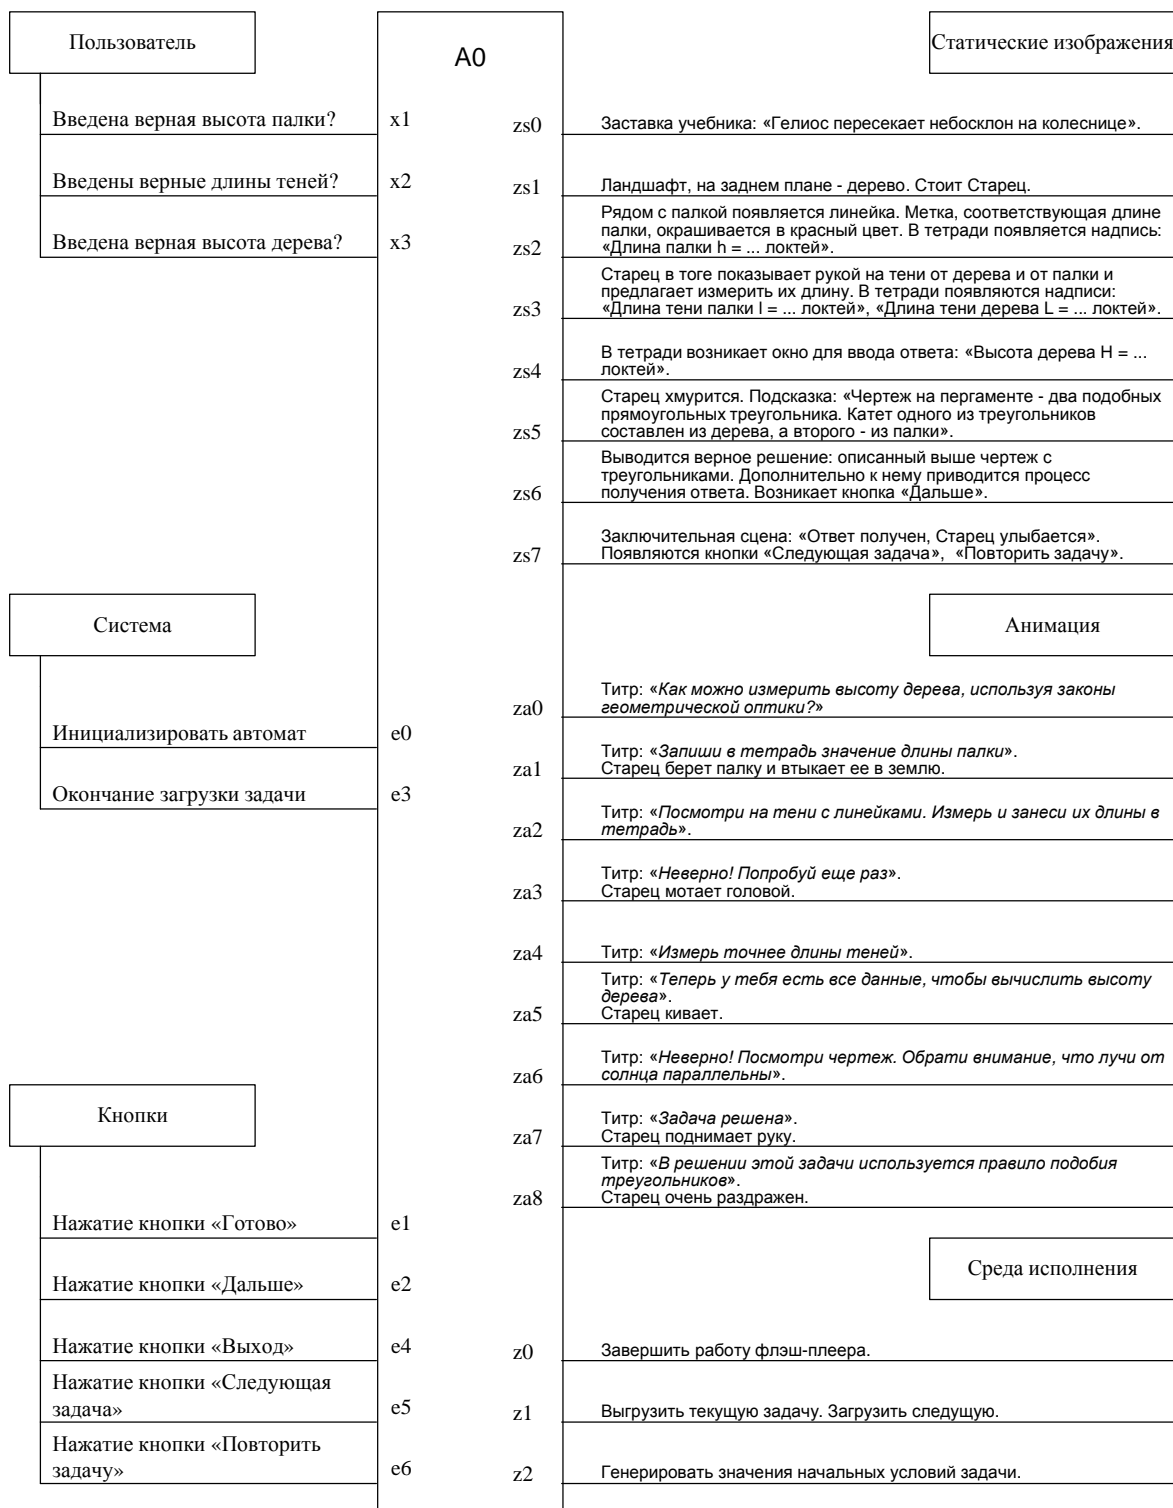 Пользователь
A0
Статические изображения
Введена верная высота палки?
x1
zs0
Заставка учебника: «Гелиос пересекает небосклон на колеснице».
Введены верные длины теней?
x2
zs1
Ландшафт, на заднем плане - дерево. Стоит Старец.
Введена верная высота дерева?
x3
zs2
Рядом с палкой появляется линейка. Метка, соответствующая длине
палки, окрашивается в красный цвет. В тетради появляется надпись:
«Длина палки h = ... локтей».
zs3
Старец в тоге показывает рукой на тени от дерева и от палки и
предлагает измерить их длину. В тетради появляются надписи:
«Длина тени палки l = ... локтей», «Длина тени дерева L = ... локтей».
zs4
В тетради возникает окно для ввода ответа: «Высота дерева H = ...
локтей».
zs5
Старец хмурится. Подсказка: «Чертеж на пергаменте - два подобных
прямоугольных треугольника. Катет одного из треугольников
составлен из дерева, а второго - из палки».
zs6
Выводится верное решение: описанный выше чертеж с
треугольниками. Дополнительно к нему приводится процесс
получения ответа. Возникает кнопка «Дальше».
zs7
Заключительная сцена: «Ответ получен, Старец улыбается».
Появляются кнопки «Следующая задача», «Повторить задачу».
Система
Анимация
za0
Титр: «Как можно измерить высоту дерева, используя законы
геометрической оптики?»
Инициализировать автомат
e0
za1
Титр: «Запиши в тетрадь значение длины палки».
Старец берет палку и втыкает ее в землю.
Окончание загрузки задачи
e3
za2
Титр: «Посмотри на тени с линейками. Измерь и занеси их длины в
тетрадь».
za3
Титр: «Неверно! Попробуй еще раз».
Старец мотает головой.
za4
Титр: «Измерь точнее длины теней».
za5
Титр: «Теперь у тебя есть все данные, чтобы вычислить высоту
дерева».
Старец кивает.
za6
Титр: «Неверно! Посмотри чертеж. Обрати внимание, что лучи от
солнца параллельны».
Кнопки
za7
Титр: «Задача решена».
Старец поднимает руку.
za8
Титр: «В решении этой задачи используется правило подобия
треугольников».
Старец очень раздражен.
Нажатие кнопки «Готово»
e1
Среда исполнения
Нажатие кнопки «Дальше»
e2
Нажатие кнопки «Выход»
e4
z0
Завершить работу флэш-плеера.
Нажатие кнопки «Следующая
задача»
e5
z1
Выгрузить текущую задачу. Загрузить следущую.
Нажатие кнопки «Повторить
задачу»
e6
z2
Генерировать значения начальных условий задачи.